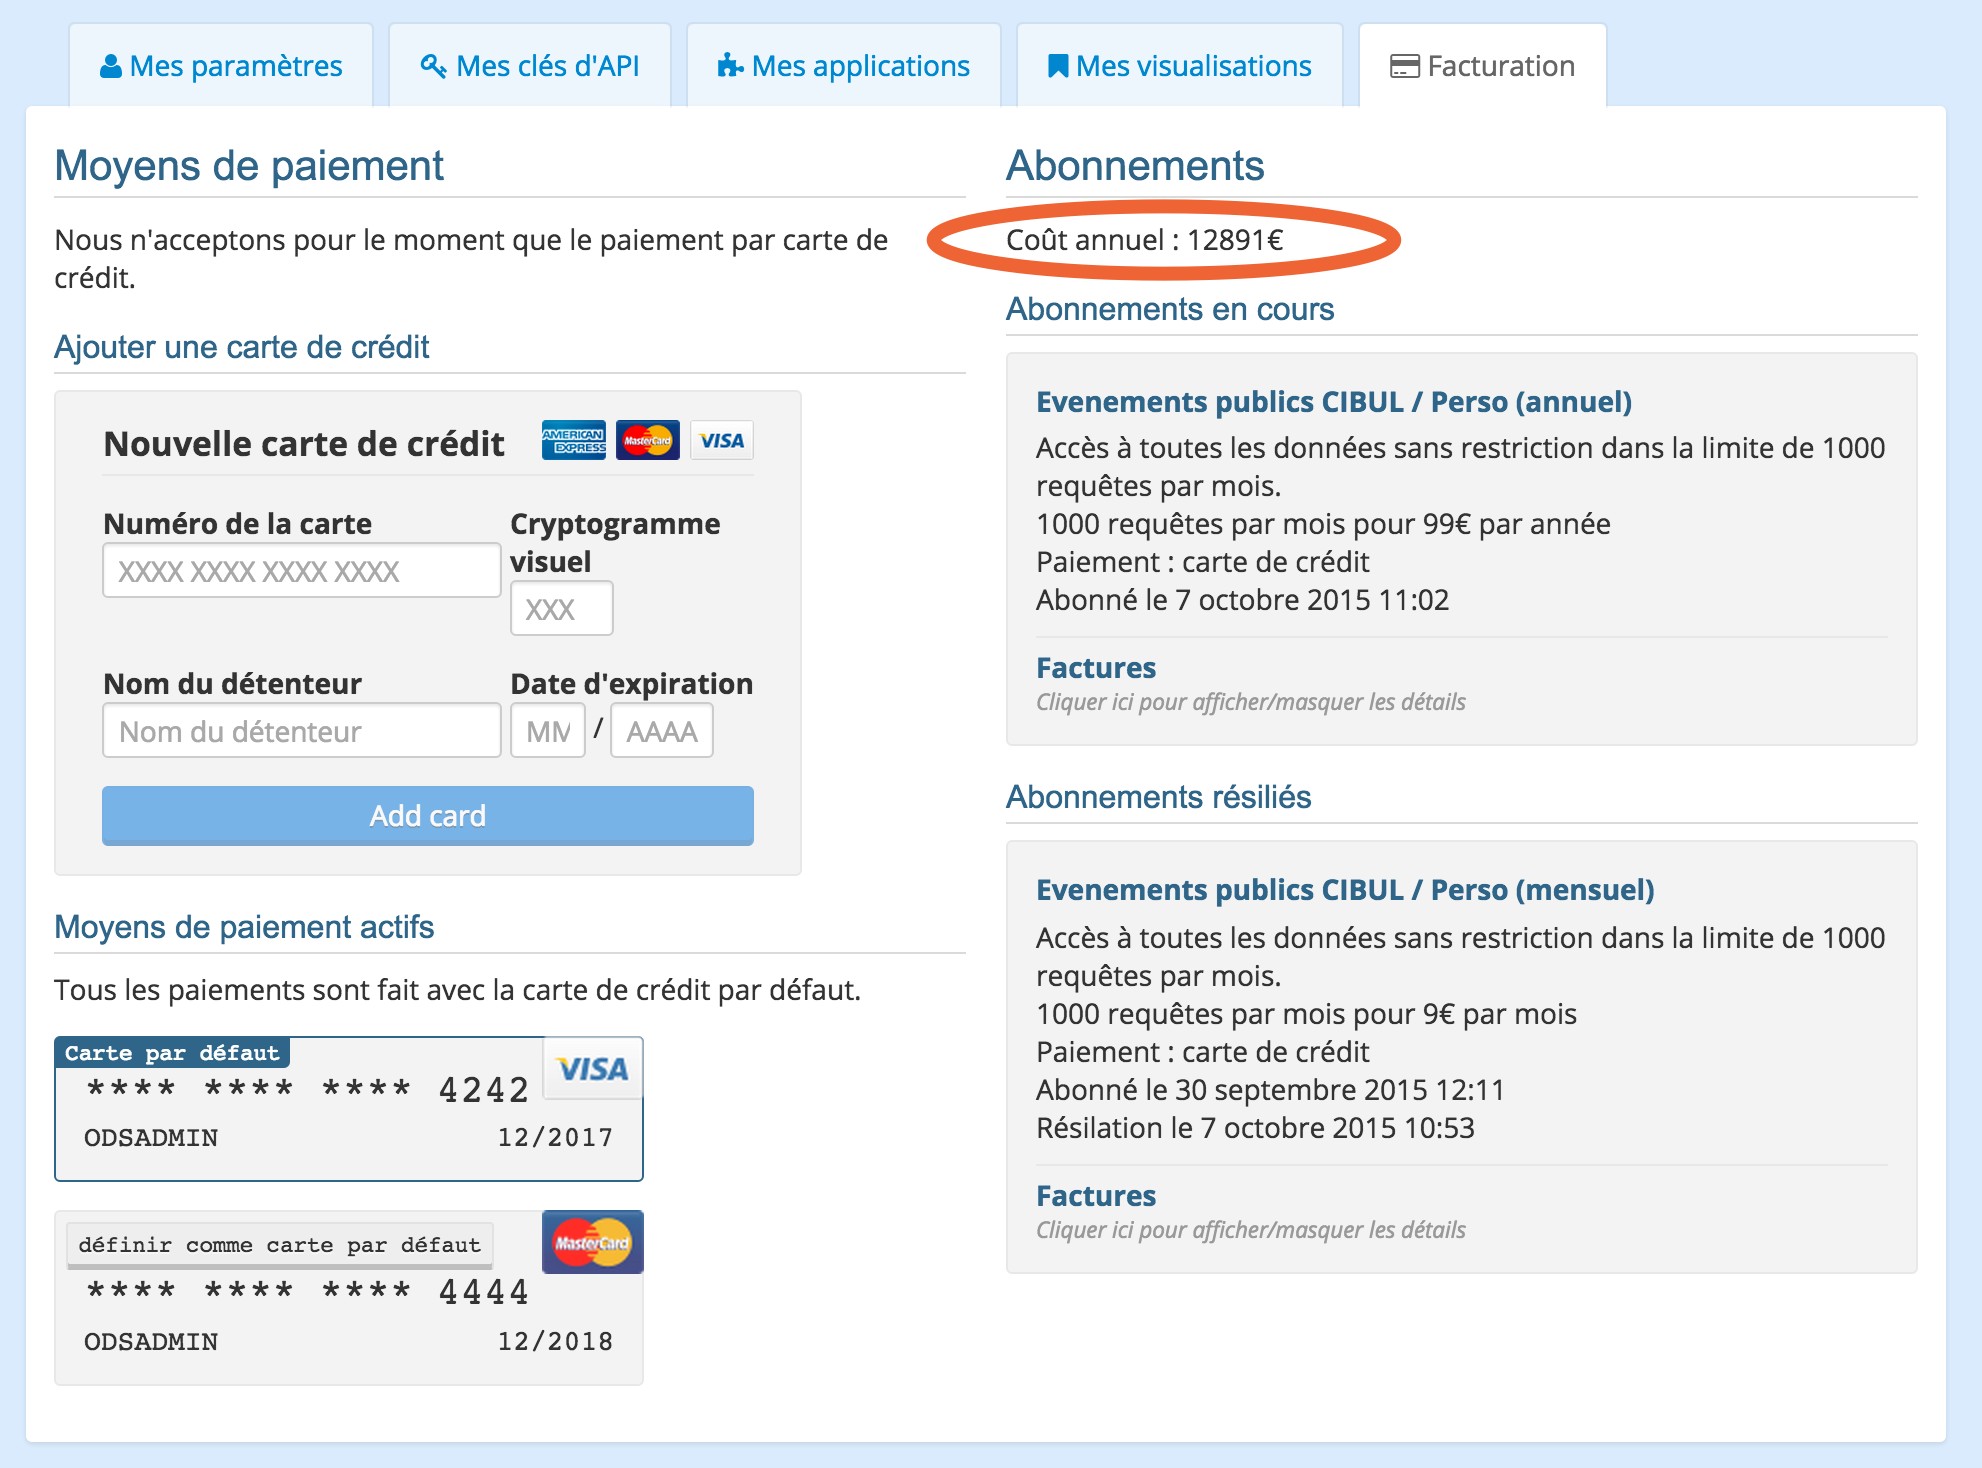 Mes paramètres
Mes clés d'API
Mes applications
Mes visualisations
Facturation
Moyens de paiement
Nous n'acceptons pour le moment que le paiement par carte de
crédit.
Ajouter une carte de crédit
Nouvelle carte de crédit
AMERICAN
EXPRESS
MasterCard
VISA
Numéro de la carte
XXXX XXXX XXXX XXXX
Cryptogramme
visuel
XXX
Nom du détenteur
Nom du détenteur
Date d'expiration
MM / AAAA
Add card
Moyens de paiement actifs
Tous les paiements sont fait avec la carte de crédit par défaut.
Carte par défaut
VISA
**** **** **** 4242
ODSADMIN 12/2017
définir comme carte par défaut
MasterCard
**** **** **** 4444
ODSADMIN 12/2018
Abonnements
Coût annuel : 12891€
Abonnements en cours
Evenements publics CIBUL / Perso (annuel)
Accès à toutes les données sans restriction dans la limite de 1000
requêtes par mois.
1000 requêtes par mois pour 99€ par année
Paiement : carte de crédit
Abonné le 7 octobre 2015 11:02
Factures
Cliquer ici pour afficher/masquer les détails
Abonnements résiliés
Evenements publics CIBUL / Perso (mensuel)
Accès à toutes les données sans restriction dans la limite de 1000
requêtes par mois.
1000 requêtes par mois pour 9€ par mois
Paiement : carte de crédit
Abonné le 30 septembre 2015 12:11
Résilation le 7 octobre 2015 10:53
Factures
Cliquer ici pour afficher/masquer les détails